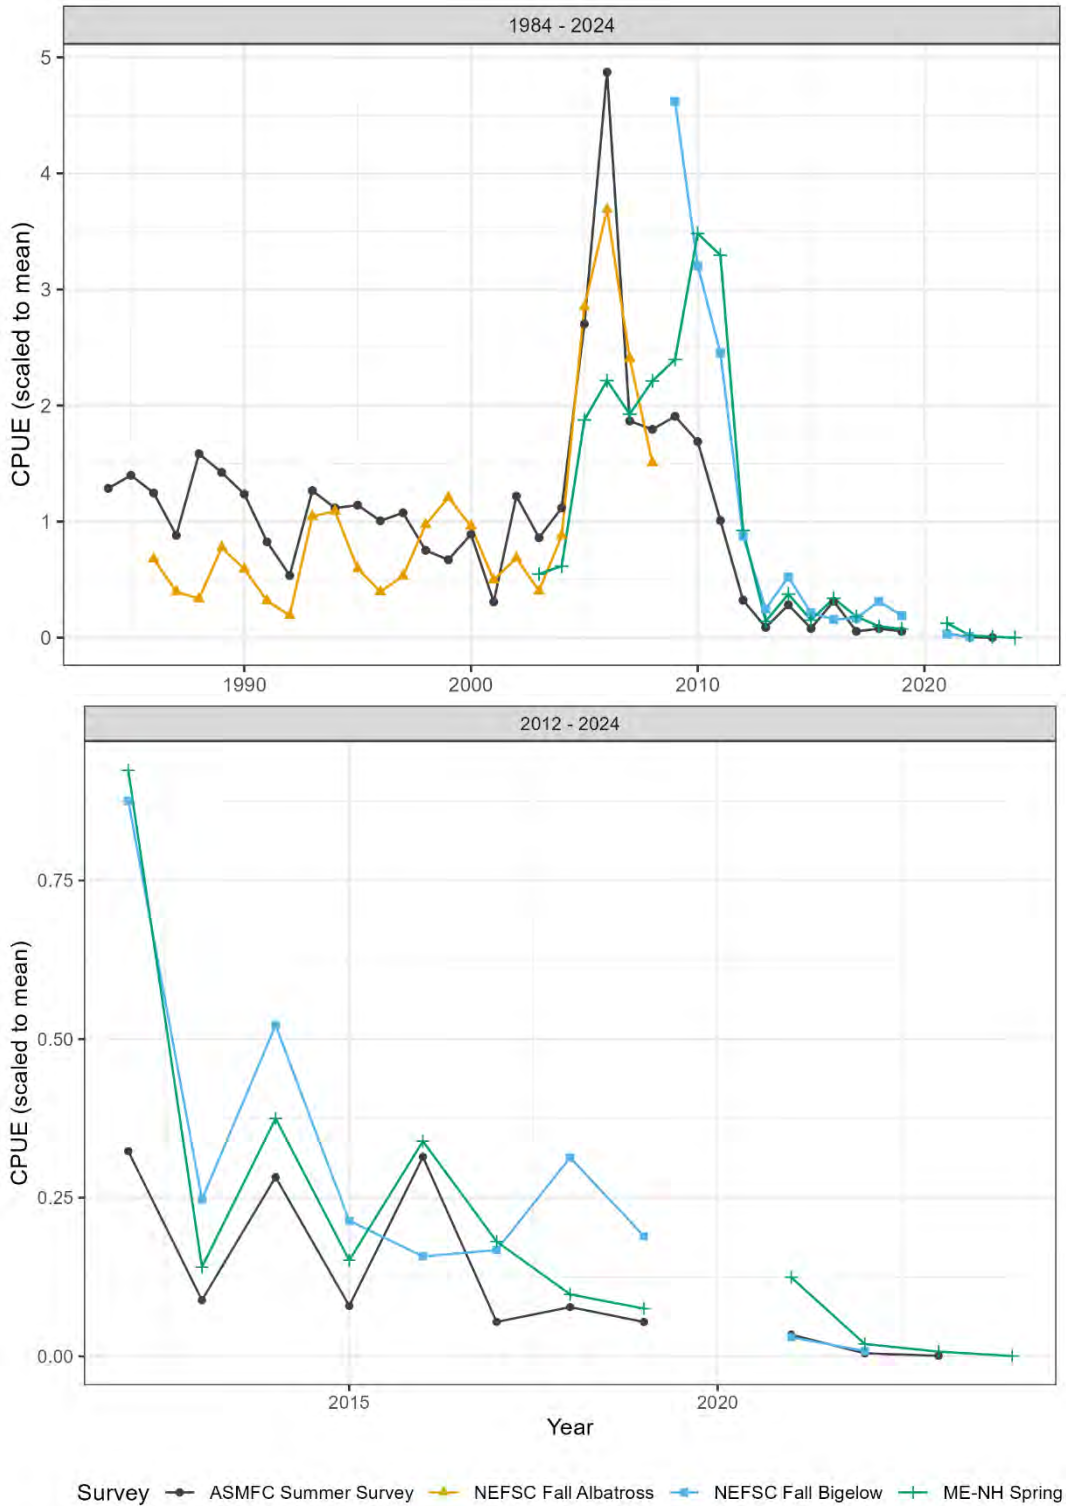 1984 - 2024
5
4
3
2
1
0
CPUE (scaled to mean)
1990 2000 2010 2020
2012 - 2024
0.75
0.50
0.25
0.00
CPUE (scaled to mean)
2015 2020
Year
Survey ASMFC Summer Survey NEFSC Fall Albatross NEFSC Fall Bigelow ME-NH Spring